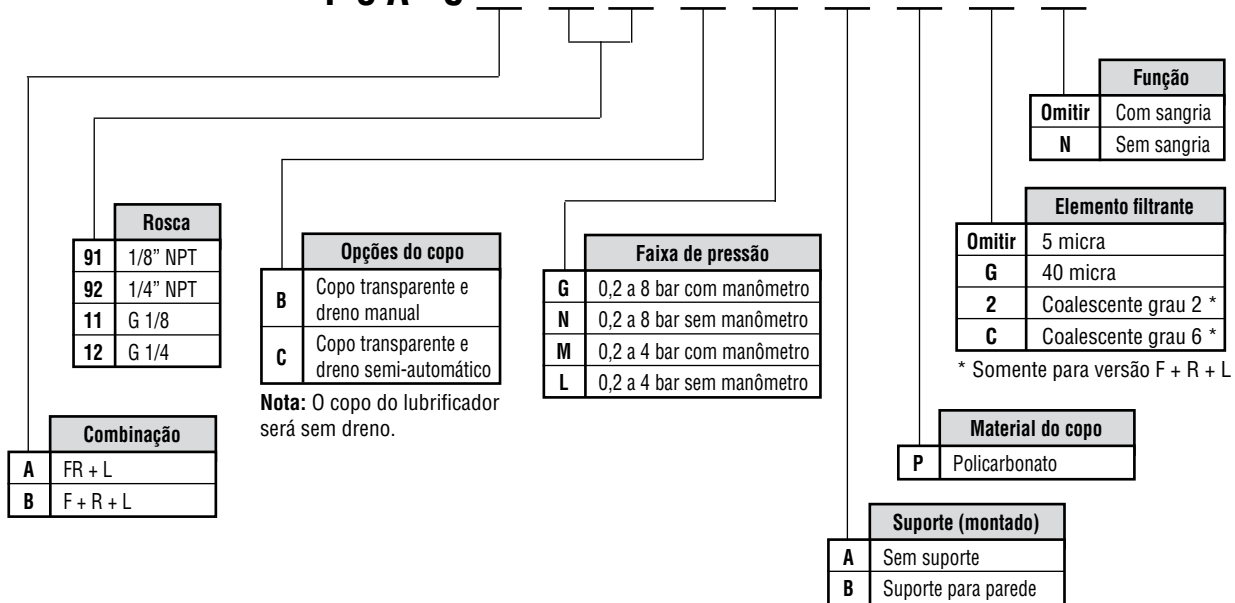 Função
Omitir Com sangria
N Sem sangria
Elemento filtrante
Omitir 5 micra
G 40 micra
2 Coalescente grau 2 *
C Coalescente grau 6 *
* Somente para versão F + R + L
Rosca
91 1/8” NPT
92 1/4” NPT
11 G 1/8
12 G 1/4
Opções do copo
B Copo transparente e
dreno manual
C Copo transparente e
dreno semi-automático
Nota: O copo do lubrificador
será sem dreno.
Faixa de pressão
G 0,2 a 8 bar com manômetro
N 0,2 a 8 bar sem manômetro
M 0,2 a 4 bar com manômetro
L 0,2 a 4 bar sem manômetro
Combinação
A FR + L
B F + R + L
Material do copo
P Policarbonato
Suporte (montado)
A Sem suporte
B Suporte para parede